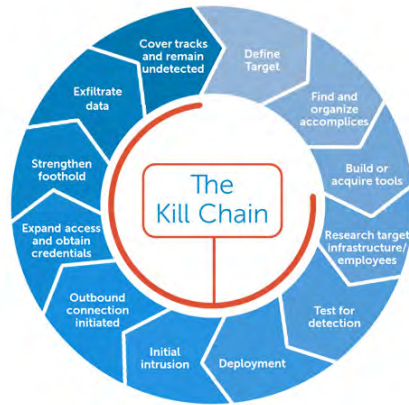 The
Kill Chain
Define
Target
Find and
organize
accomplices
Build or
acquire tools
Research target
infrastructure/
employees
Test for
detection
Deployment
Initial
intrusion
Outbound
connection
initiated
Expand access
and obtain
credentials
Strengthen
foothold
Exfiltrate
data
Cover tracks
and remain
undetected